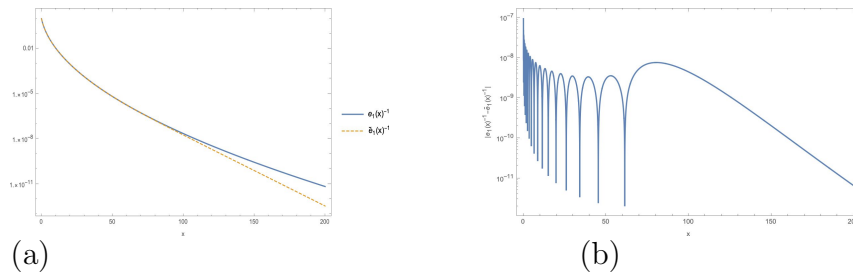 0.01
1.×10⁻⁵
1.×10⁻⁸
1.×10⁻¹¹
0 50 100 150 200
x
e₁(x)⁻¹
ẽ₁(x)⁻¹
(a)
10⁻⁷
10⁻⁸
10⁻⁹
10⁻¹⁰
10⁻¹¹
|e₁(x)⁻¹-ẽ₁(x)⁻¹|
0 50 100 150 200
x
(b)